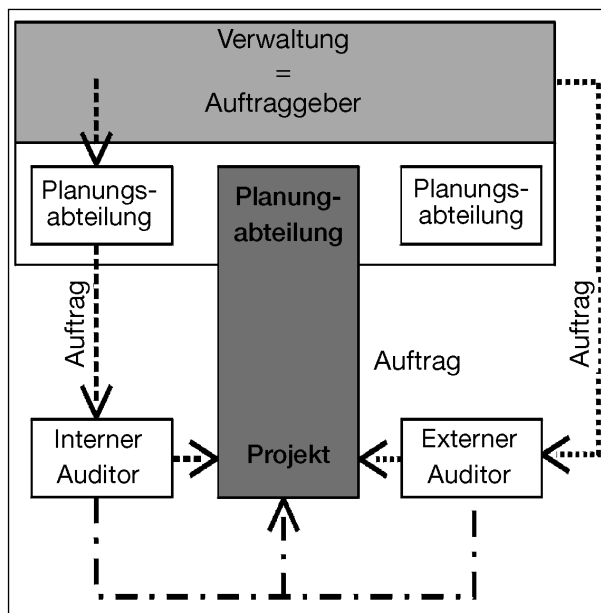 Verwaltung
=
Auftraggeber
Planungs-
abteilung
Planung-
abteilung
Planungs-
abteilung
Auftrag
Auftrag
Auftrag
Interner
Auditor
Projekt
Externer
Auditor